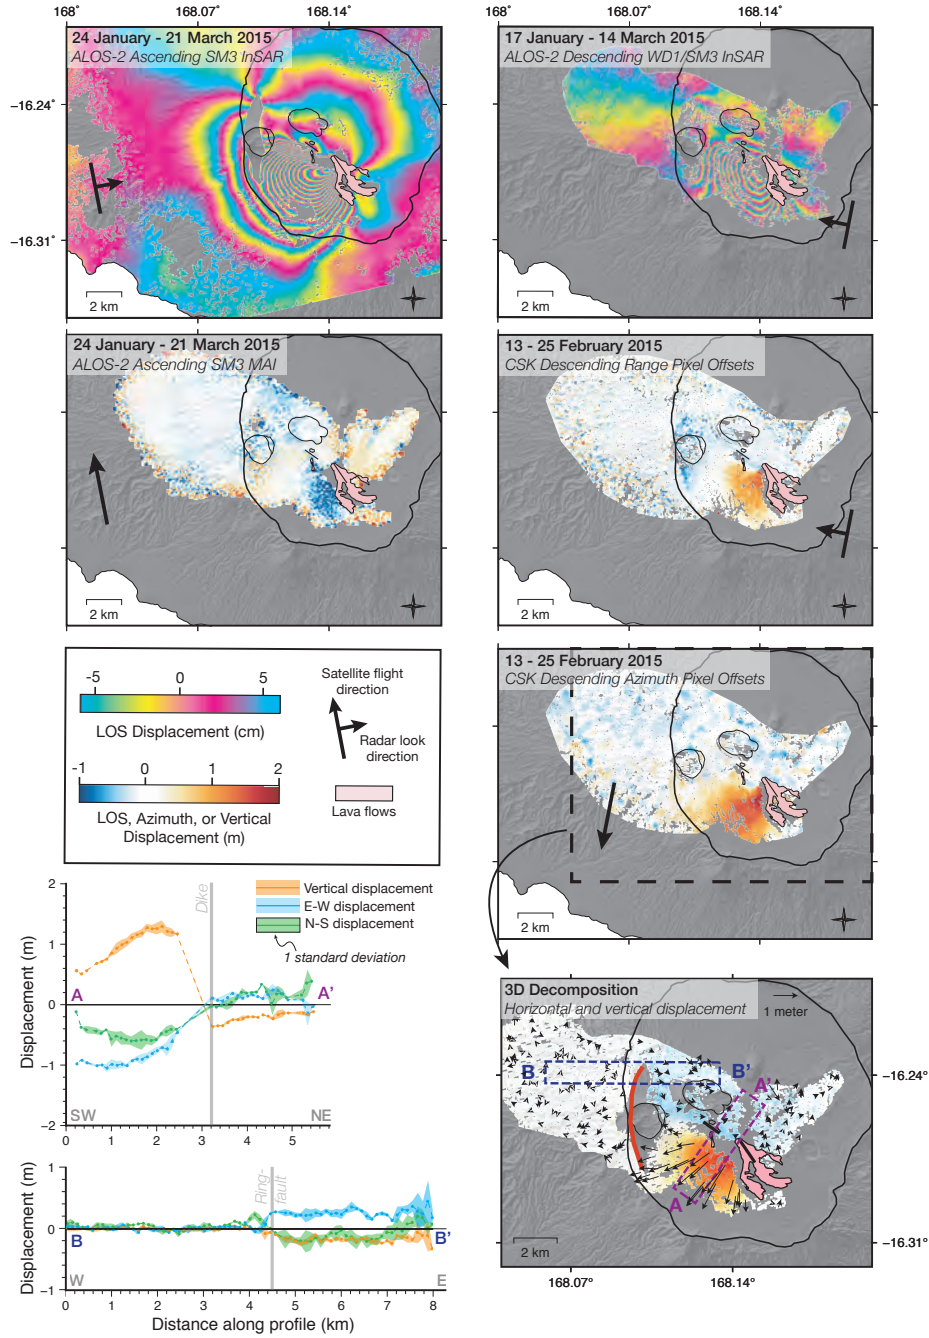 168°
168.07°
168.14°
168°
168.07°
168.14°
24 January - 21 March 2015
ALOS-2 Ascending SM3 InSAR
17 January - 14 March 2015
ALOS-2 Descending WD1/SM3 InSAR
−16.24°
−16.31°
2 km
2 km
24 January - 21 March 2015
ALOS-2 Ascending SM3 MAI
13 - 25 February 2015
CSK Descending Range Pixel Offsets
2 km
2 km
-5
0
5
LOS Displacement (cm)
-1
0
1
2
LOS, Azimuth, or Vertical
Displacement (m)
Satellite flight
direction
Radar look
direction
Lava flows
13 - 25 February 2015
CSK Descending Azimuth Pixel Offsets
2 km
2
1
0
−1
−2
Displacement (m)
Dike
Vertical displacement
E-W displacement
N-S displacement
1 standard deviation
A
A'
SW
NE
0
1
2
3
4
5
3D Decomposition
Horizontal and vertical displacement
1 meter
B
B'
A'
A
−16.24°
−16.31°
2 km
168.07°
168.14°
1
0
−1
Displacement (m)
Ring-
fault
B
B'
W
E
0
1
2
3
4
5
6
7
8
Distance along profile (km)